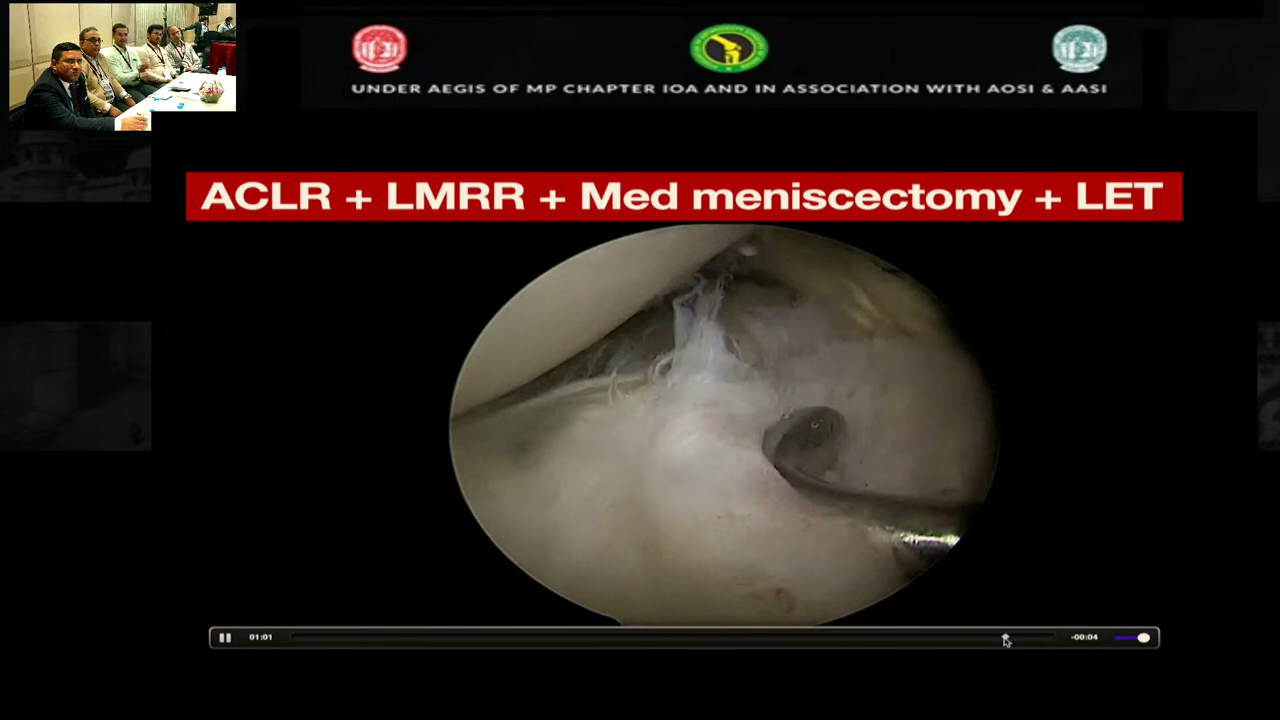 UNDER AEGIS OF MP CHAPTER IOA AND IN ASSOCIATION WITH AOSI & AASI
ACLR + LMRR + Med meniscectomy + LET
01:01
-00:04